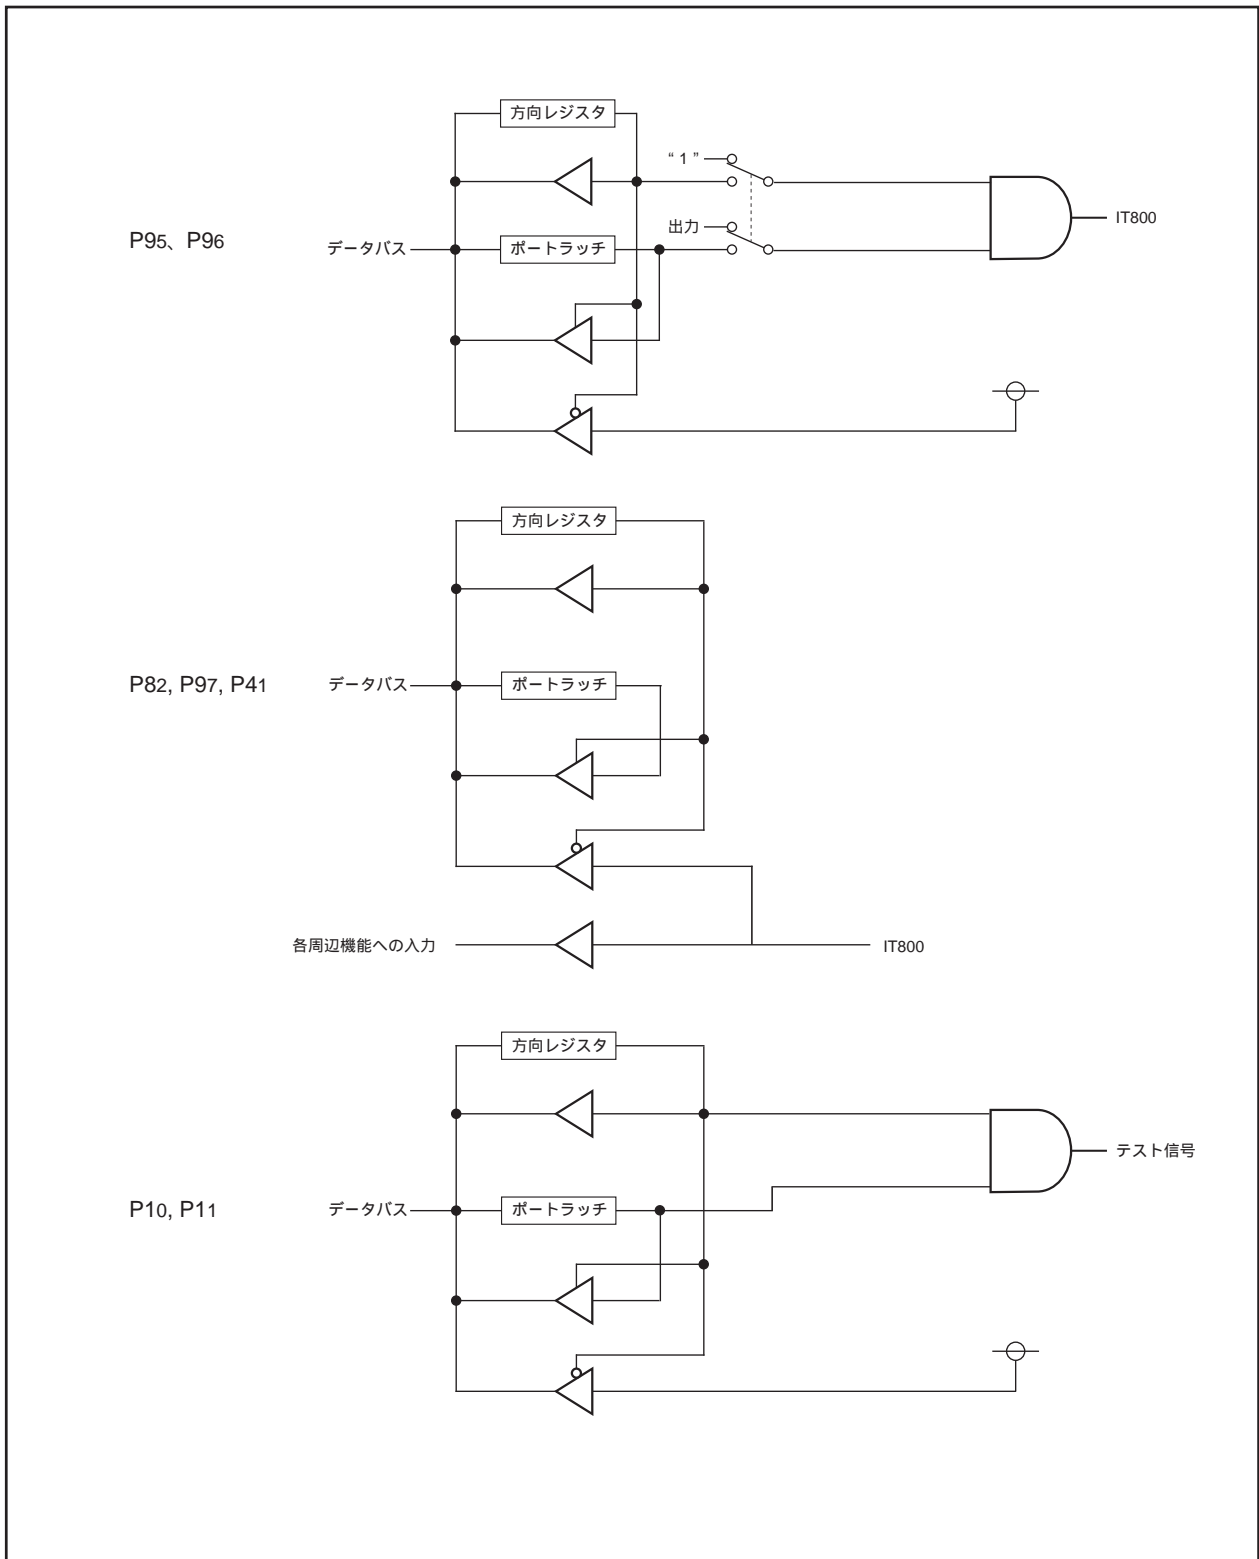 方向レジスタ
“ 1 ”
IT800
出力
P95、P96
データバス
ポートラッチ
方向レジスタ
P82, P97, P41
データバス
ポートラッチ
各周辺機能への入力
IT800
方向レジスタ
テスト信号
P10, P11
データバス
ポートラッチ